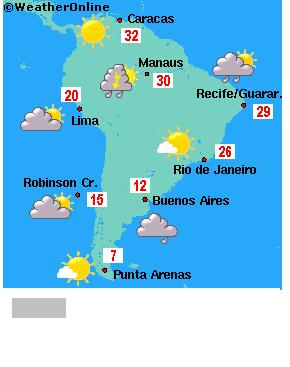 ©WeatherOnline
Caracas
32
Manaus
30
20
Lima
Recife/Guarar.
29
26
Rio de Janeiro
Robinson Cr.
15
12
Buenos Aires
7
Punta Arenas